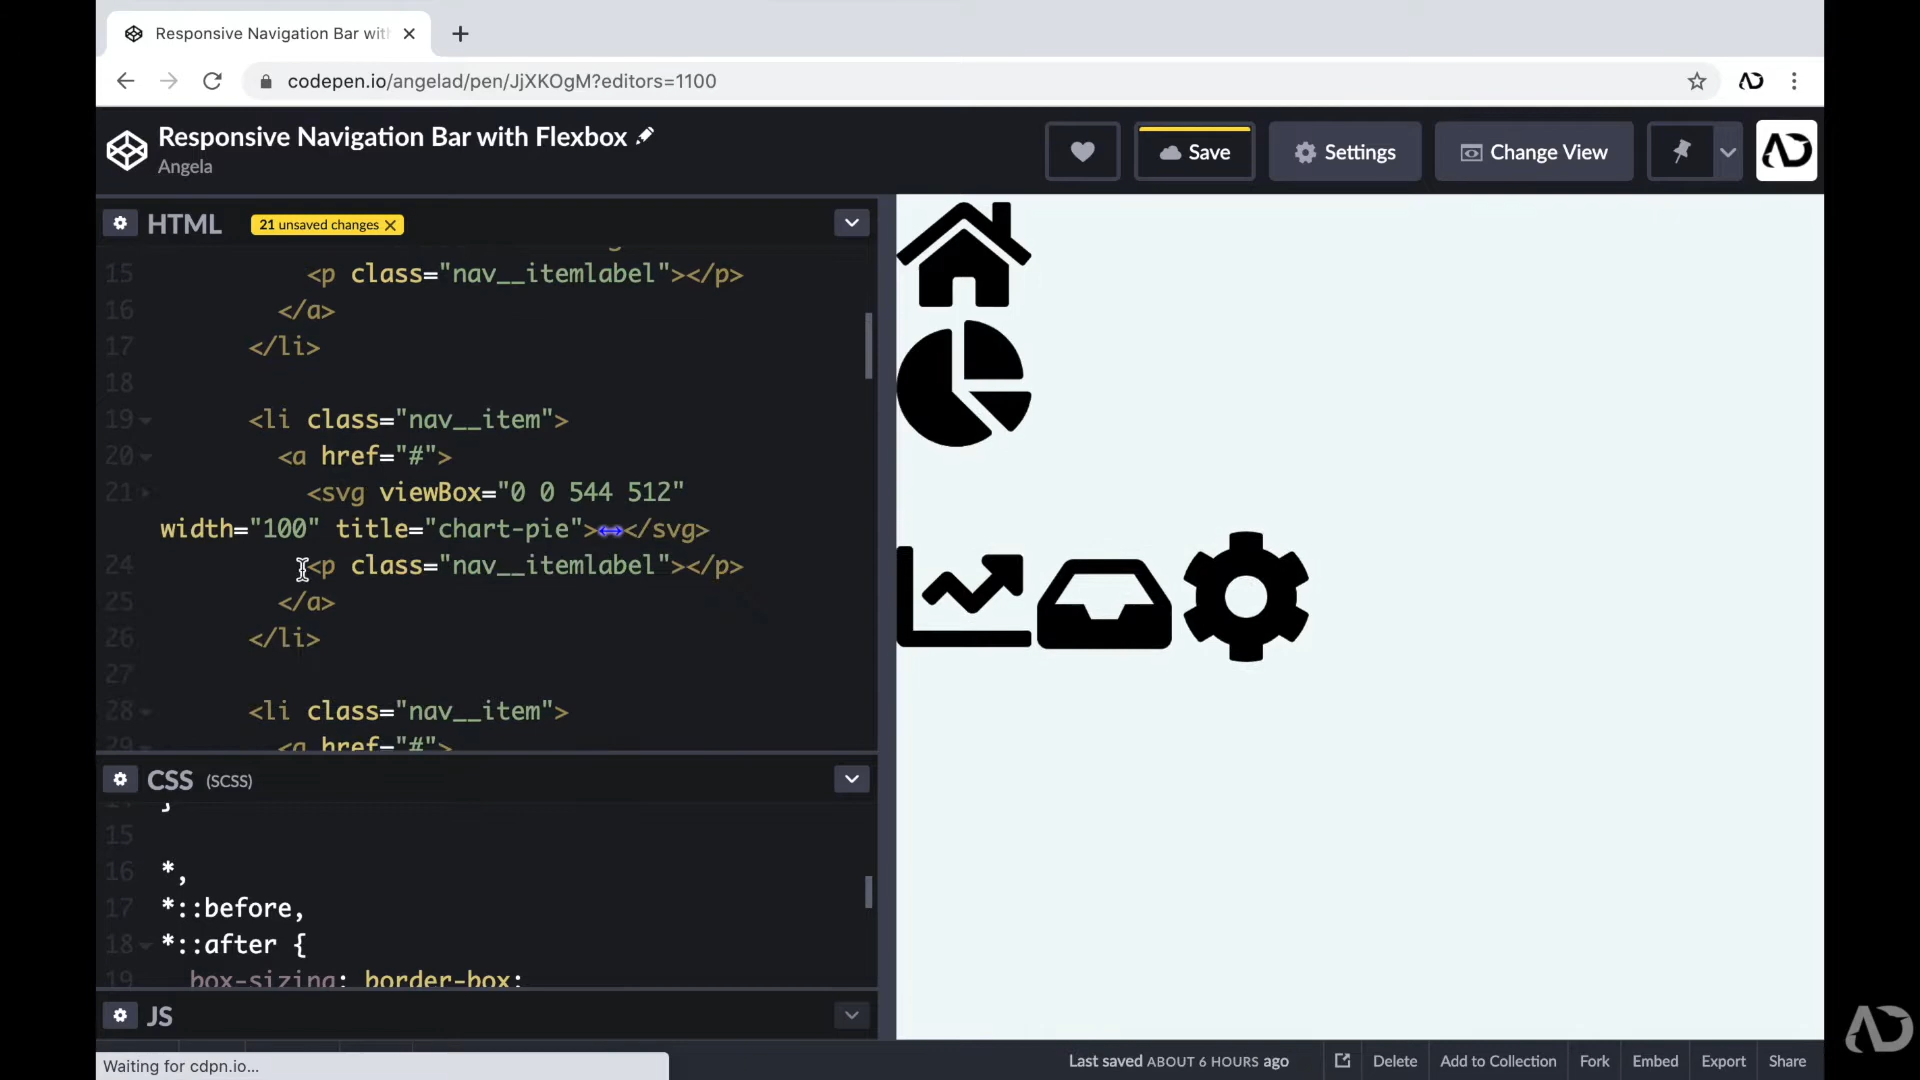 Responsive Navigation Bar wit
codepen.io/angelad/pen/JjXKOgM?editors=1100
Responsive Navigation Bar with Flexbox
Angela
Save
Settings
Change View
HTML
21 unsaved changes
15 <p class="nav__itemlabel"></p>
16 </a>
17 </li>
18
19 <li class="nav__item">
20 <a href="#">
21 <svg viewBox="0 0 544 512"
width="100" title="chart-pie">↔</svg>
24 <p class="nav__itemlabel"></p>
25 </a>
26 </li>
27
28 <li class="nav__item">
29 <a href="#">
CSS (SCSS)
}
15
16 *,
17 *::before,
18 *::after {
19 box-sizing: border-box;
JS
Waiting for cdpn.io...
Last saved ABOUT 6 HOURS ago
Delete
Add to Collection
Fork
Embed
Export
Share